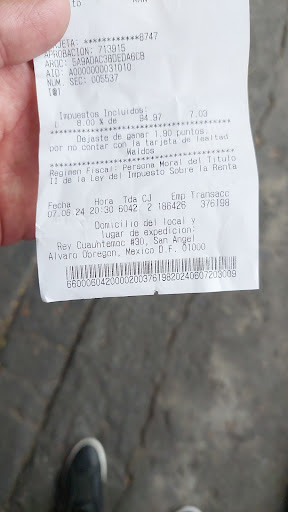 TARJETA: ************8747
APROBACION: 713915
ARQC: 5A9ADAC3BDEDA6CB
AID: A0000000031010
NUM. SEC: 005537
[@]
Impuestos Incluidos:
( 8.00 % de 84.97 7.03
Dejaste de ganar 1.90 puntos
por no contar con la tarjeta de lealtad
Waldos
Regimen Fiscal: Persona Moral del Titulo
II de la Ley del Impuesto Sobre la Renta
Fecha Hora Tda CJ Emp Transacc
07.06.24 20:30 6042. 2 186426 376198
Domicilio del local y
lugar de expedicion:
Rey Cuauhtemoc #30, San Angel
Alvaro Obregon, Mexico D.F. 01000
660006042000020037619820240607203009